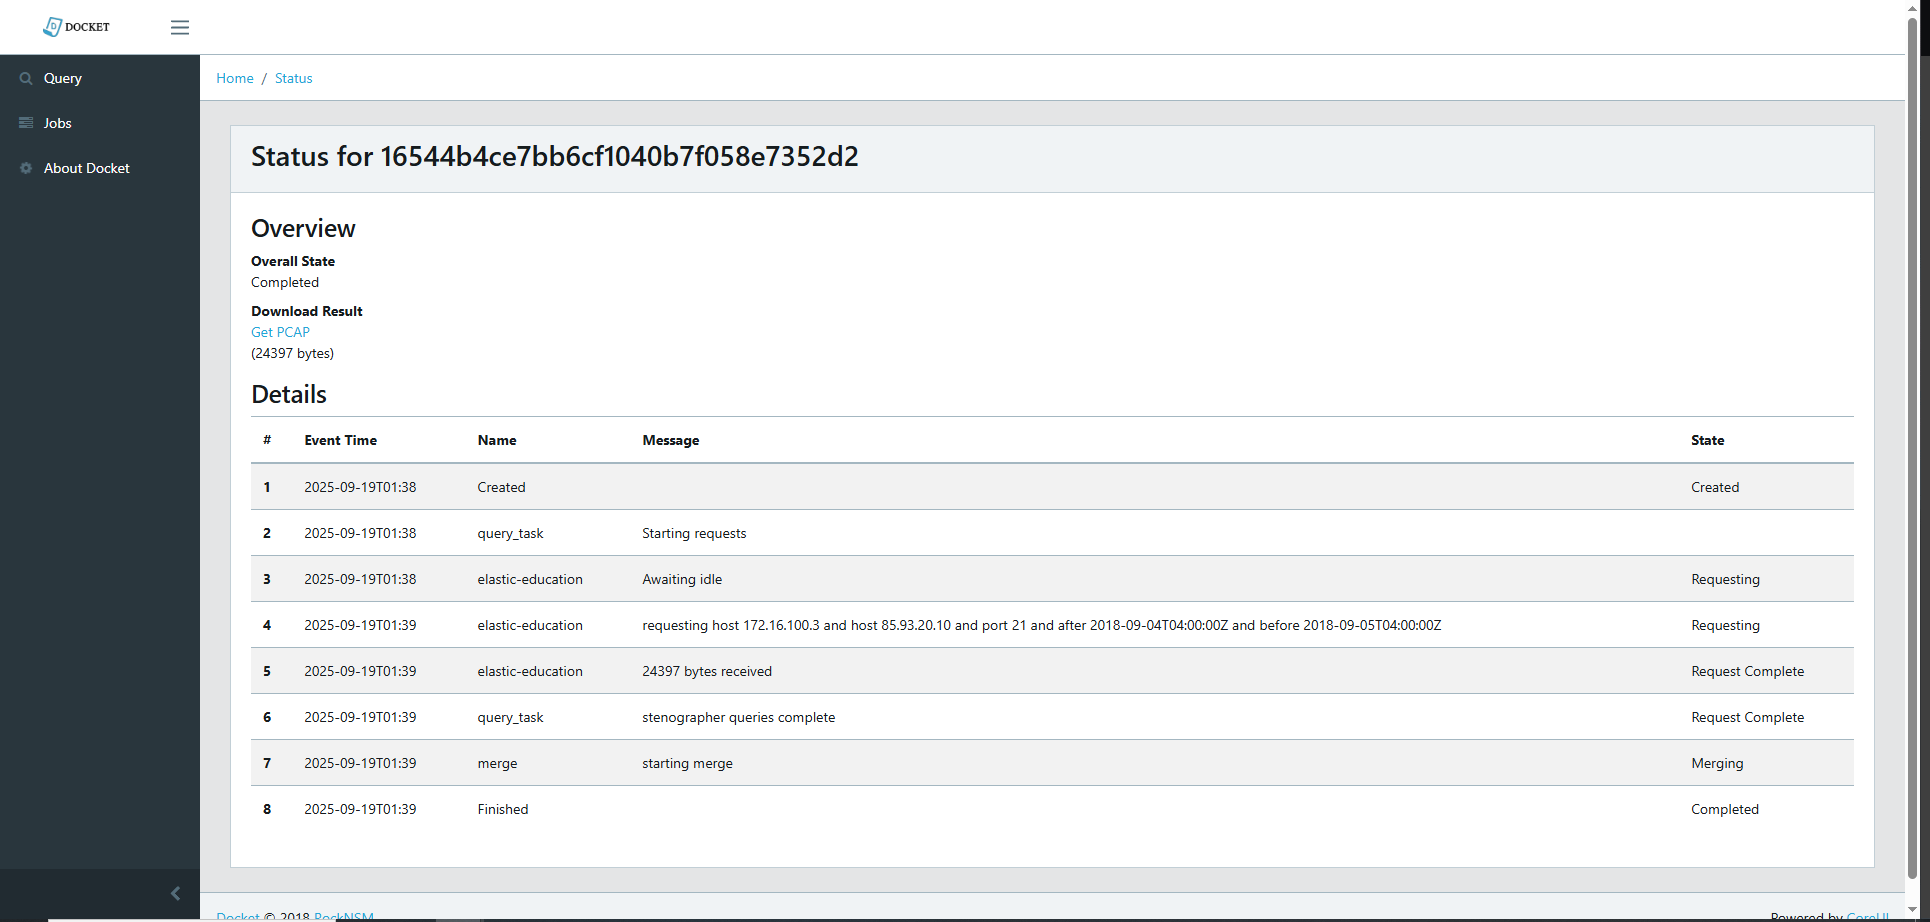 DOCKET
Query
Jobs
About Docket
Home / Status
Status for 16544b4ce7bb6cf1040b7f058e7352d2
Overview
Overall State
Completed
Download Result
Get PCAP
(24397 bytes)
Details
# Event Time Name Message State
1 2025-09-19T01:38 Created Created
2 2025-09-19T01:38 query_task Starting requests
3 2025-09-19T01:38 elastic-education Awaiting idle Requesting
4 2025-09-19T01:39 elastic-education requesting host 172.16.100.3 and host 85.93.20.10 and port 21 and after 2018-09-04T04:00:00Z and before 2018-09-05T04:00:00Z Requesting
5 2025-09-19T01:39 elastic-education 24397 bytes received Request Complete
6 2025-09-19T01:39 query_task stenographer queries complete Request Complete
7 2025-09-19T01:39 merge starting merge Merging
8 2025-09-19T01:39 Finished Completed
Docket © 2018 RockNSM Powered by CoreUI